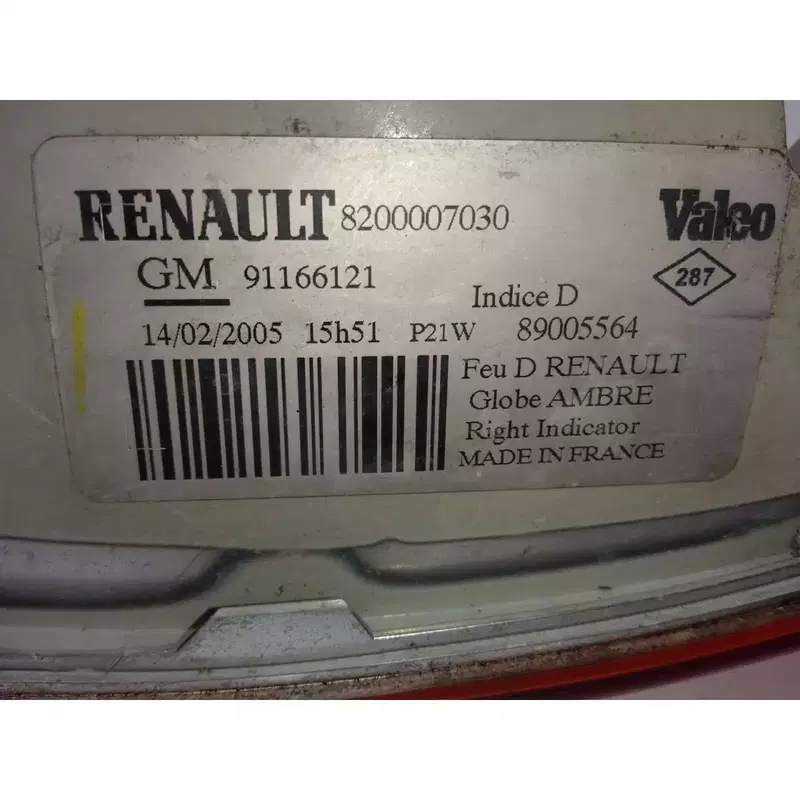 RENAULT 8200007030 Valeo
GM 91166121 Indice D 287
14/02/2005 15h51 P21W 89005564
Feu D RENAULT
Globe AMBRE
Right Indicator
MADE IN FRANCE